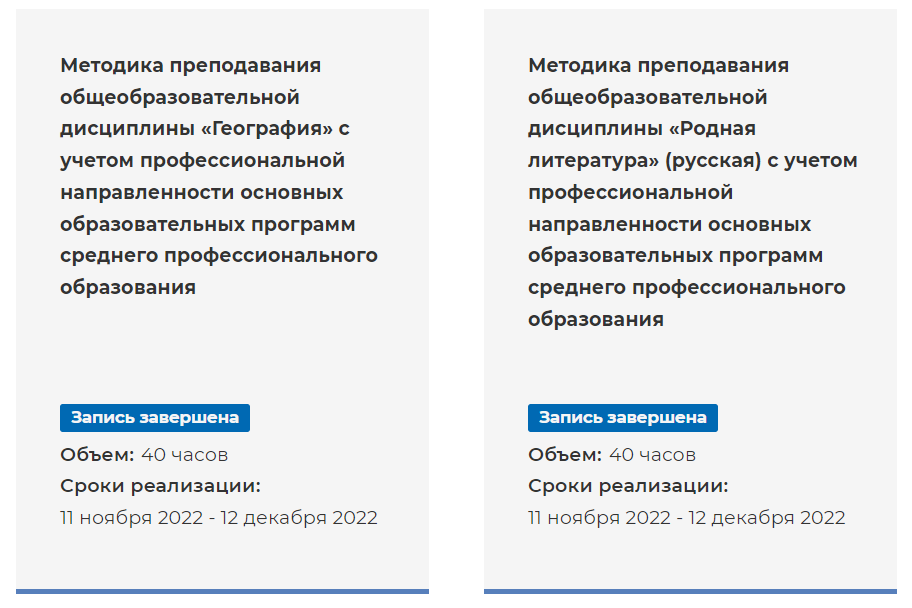 Методика преподавания
общеобразовательной
дисциплины «География» с
учетом профессиональной
направленности основных
образовательных программ
среднего профессионального
образования
Запись завершена
Объем: 40 часов
Сроки реализации:
11 ноября 2022 - 12 декабря 2022
Методика преподавания
общеобразовательной
дисциплины «Родная
литература» (русская) с учетом
профессиональной
направленности основных
образовательных программ
среднего профессионального
образования
Запись завершена
Объем: 40 часов
Сроки реализации:
11 ноября 2022 - 12 декабря 2022